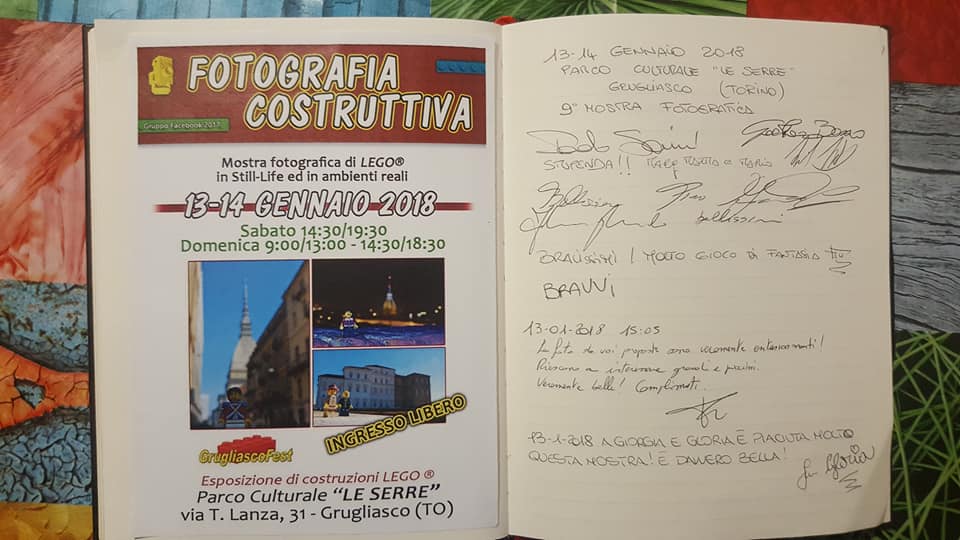 FOTOGRAFIA
COSTRUTTIVA
Gruppo Facebook 2017
Mostra fotografica di LEGO®
in Still-Life ed in ambienti reali
13-14 GENNAIO 2018
Sabato 14:30/19:30
Domenica 9:00/13:00 - 14:30/18:30
INGRESSO LIBERO
GrugliascoFest
Esposizione di costruzioni LEGO ®
Parco Culturale "LE SERRE"
via T. Lanza, 31 - Grugliasco (TO)
13-14 GENNAIO 2018
PARCO CULTURALE "LE SERRE"
GRUGLIASCO (TORINO)
9° MOSTRA FOTOGRAFICA
STUPENDA!!
bellissimi
BRAVISSIMI! MOLTO GIOCO DI FANTASIA
BRAVVI
13-01-2018 15:05
Le foto da voi proposte sono veramente entusiasmanti!
Riescono a interessare grandi e piccini.
Veramente belle! Complimenti.
13-1-2018 A GIORGIA E GLORIA È PIACIUTA MOLTO
QUESTA MOSTRA! È DAVVERO BELLA!
Gloria